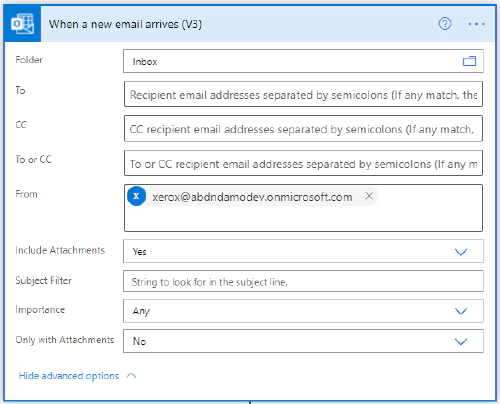 When a new email arrives (V3)
Folder
Inbox
To
Recipient email addresses separated by semicolons (If any match, the
CC
CC recipient email addresses separated by semicolons (If any match,
To or CC
To or CC recipient email addresses separated by semicolons (If any m
From
X xerox@abdndamodev.onmicrosoft.com
Include Attachments
Yes
Subject Filter
String to look for in the subject line.
Importance
Any
Only with Attachments
No
Hide advanced options